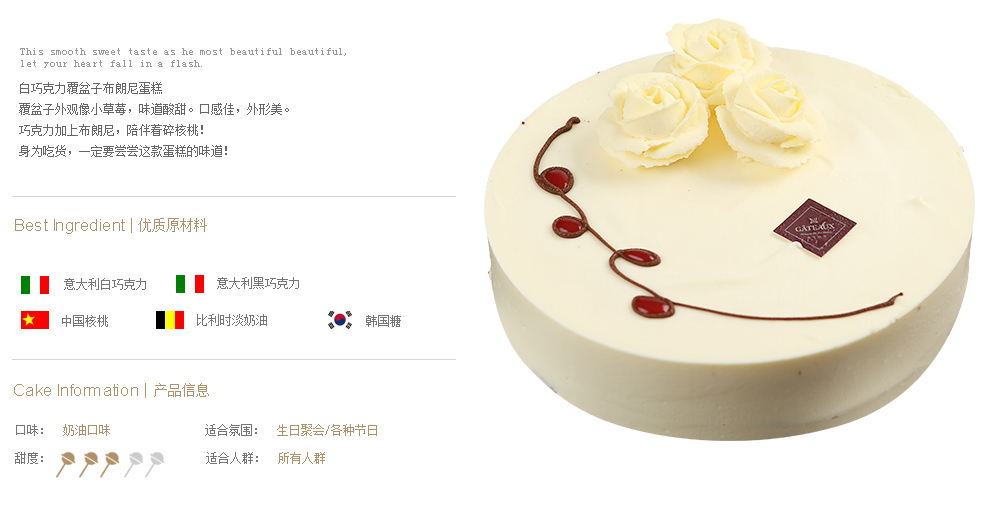 This smooth sweet taste as he most beautiful beautiful,
let your heart fall in a flash.
白巧克力覆盆子布朗尼蛋糕
覆盆子外观像小草莓，味道酸甜。口感佳，外形美。
巧克力加上布朗尼，陪伴着碎核桃！
身为吃货，一定要尝尝这款蛋糕的味道！
Best Ingredient | 优质原材料
意大利白巧克力 意大利黑巧克力
中国核桃 比利时淡奶油 韩国糖
Cake Information | 产品信息
口味： 奶油口味 适合氛围： 生日聚会/各种节日
甜度： 适合人群： 所有人群
GÂTEAUX